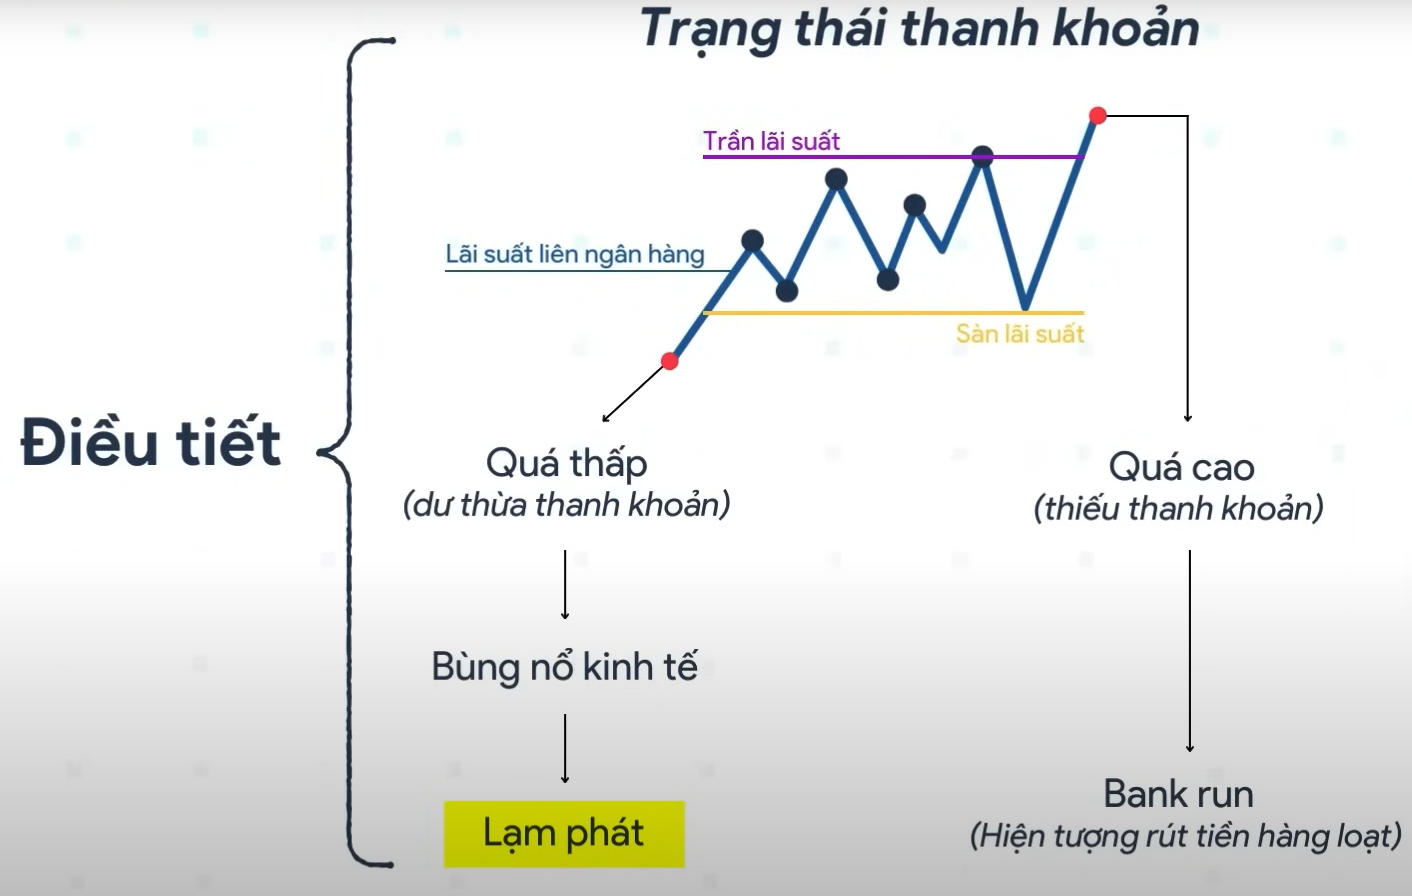 Trạng thái thanh khoản
Trần lãi suất
Lãi suất liên ngân hàng
Sàn lãi suất
Điều tiết
Quá thấp
(dư thừa thanh khoản)
Quá cao
(thiếu thanh khoản)
Bùng nổ kinh tế
Lạm phát
Bank run
(Hiện tượng rút tiền hàng loạt)